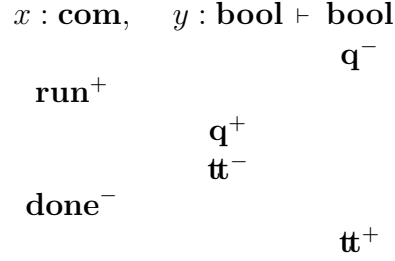 x : com, y : bool ⊢ bool
q⁻
run⁺
q⁺
tt⁻
done⁻
tt⁺